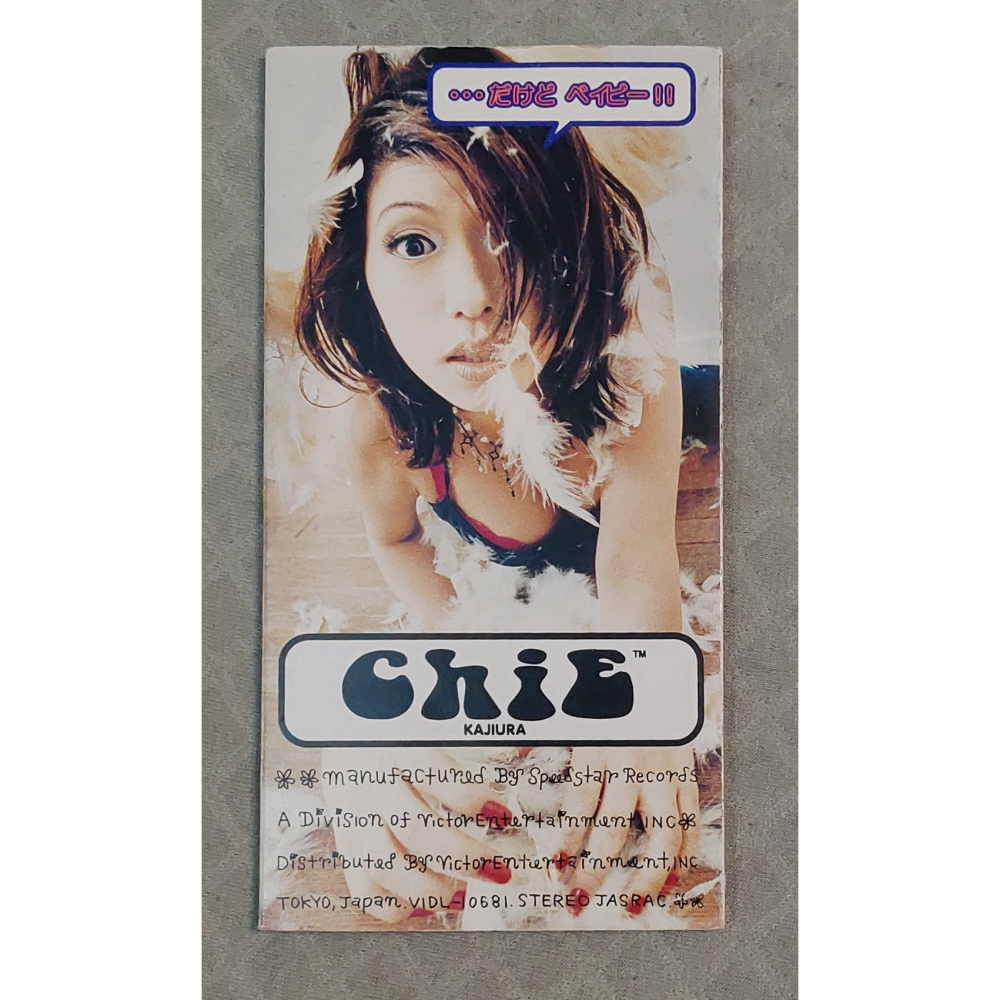 ・・・だけど ベイビー!!
ChiE™
KAJIURA
manufactured By Speedstar Records
A Division of VictorEntertainment, INC
Distributed By VictorEntertainment, INC
TOKYO, Japan. VIDL-10681. STEREO JASRAC.